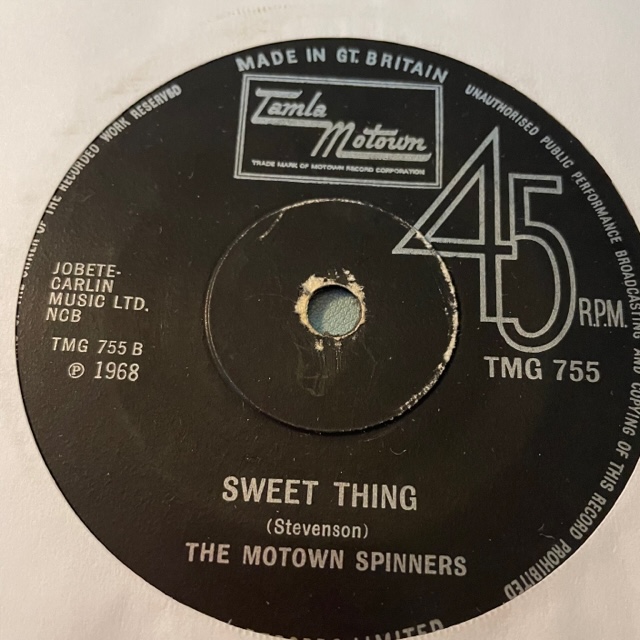 MADE IN GT. BRITAIN
Tamla
Motown
TRADE MARK OF MOTOWN RECORD CORPORATION
UNAUTHORISED PUBLIC PERFORMANCE BROADCASTING AND COPYING OF THIS RECORD PROHIBITED
OF THE RECORDED WORK RESERVED
45
R.P.M.
TMG 755
JOBETE-
CARLIN
MUSIC LTD.
NCB
TMG 755 B
℗ 1968
SWEET THING
(Stevenson)
THE MOTOWN SPINNERS
LIMITED